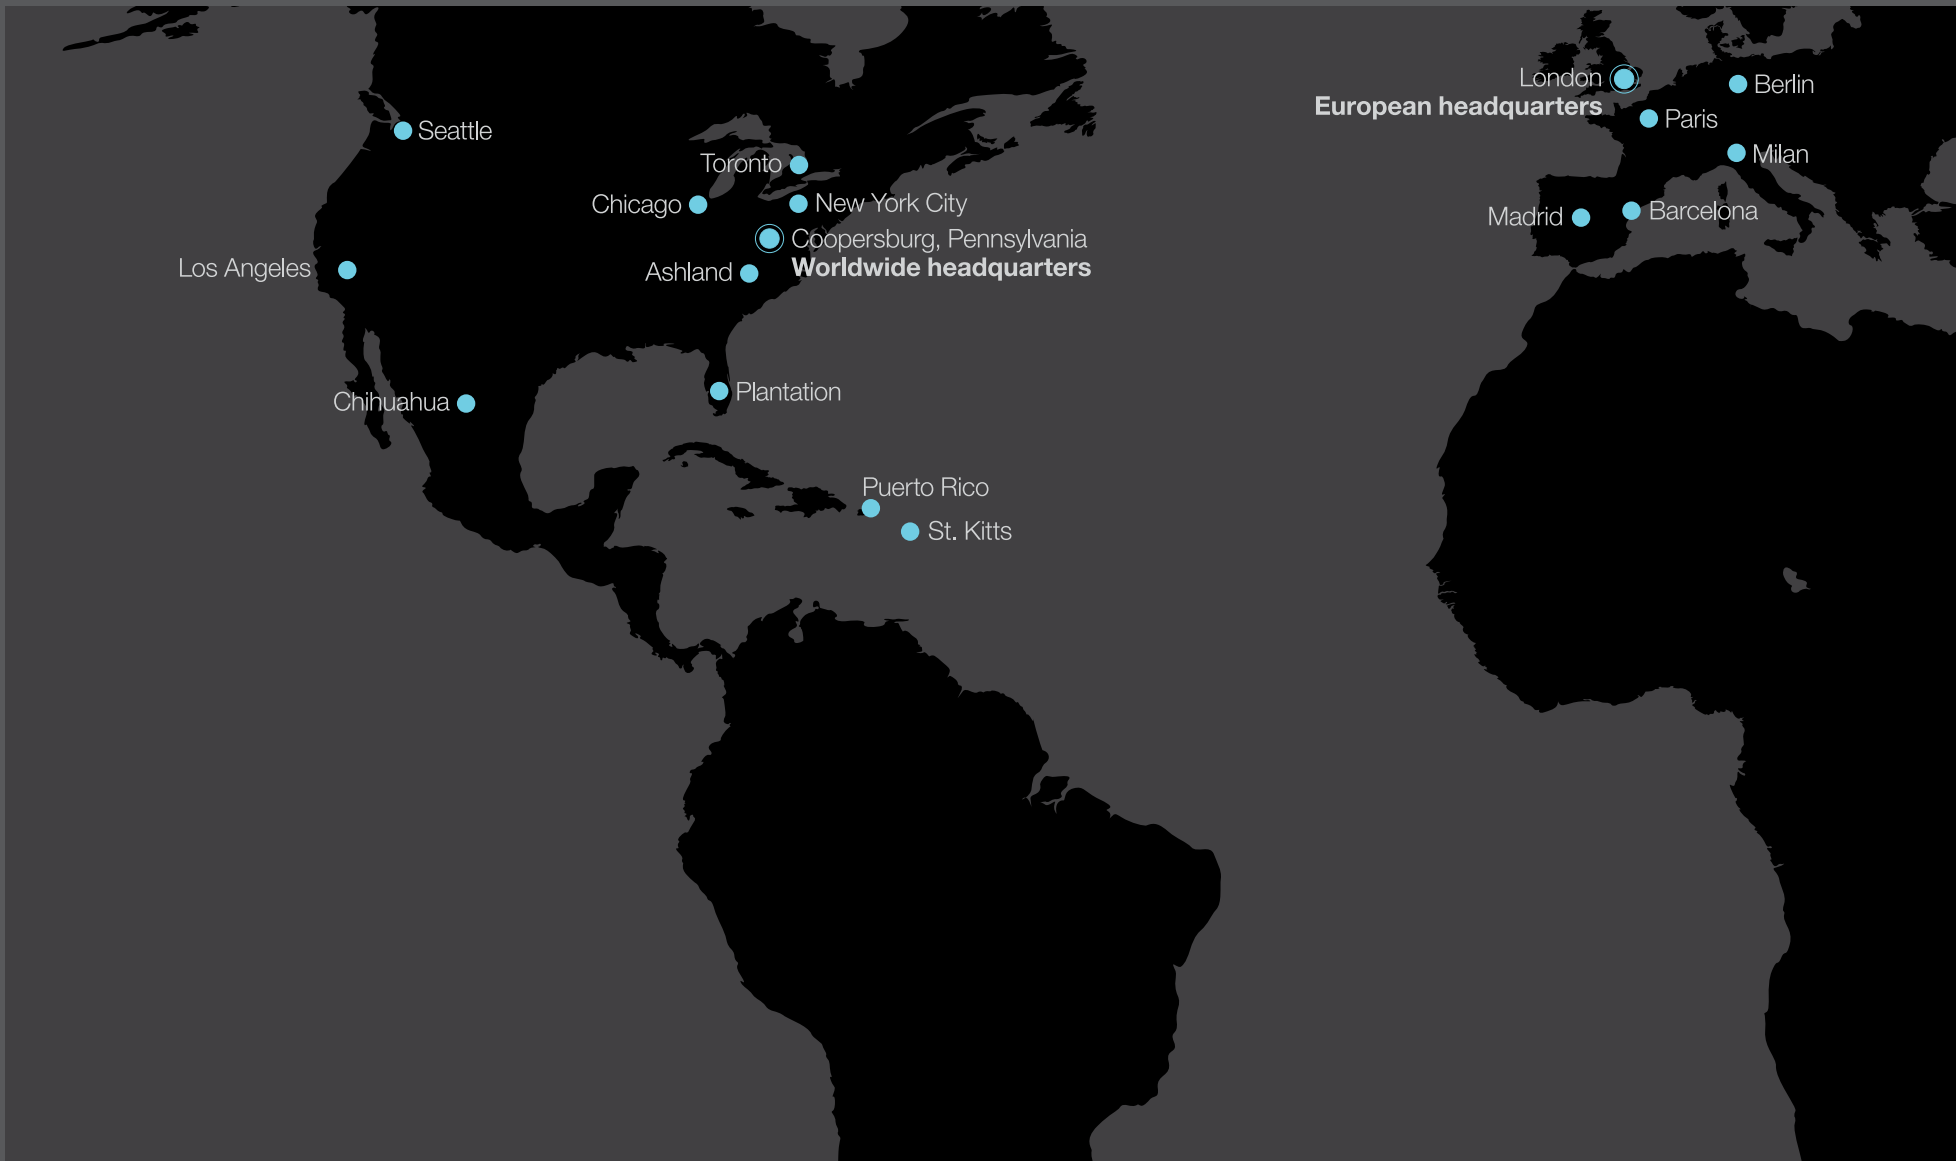 London
European headquarters
Berlin
Paris
Seattle
Milan
Toronto
Chicago
New York City
Madrid
Barcelona
Coopersburg, Pennsylvania
Worldwide headquarters
Los Angeles
Ashland
Plantation
Chihuahua
Puerto Rico
St. Kitts